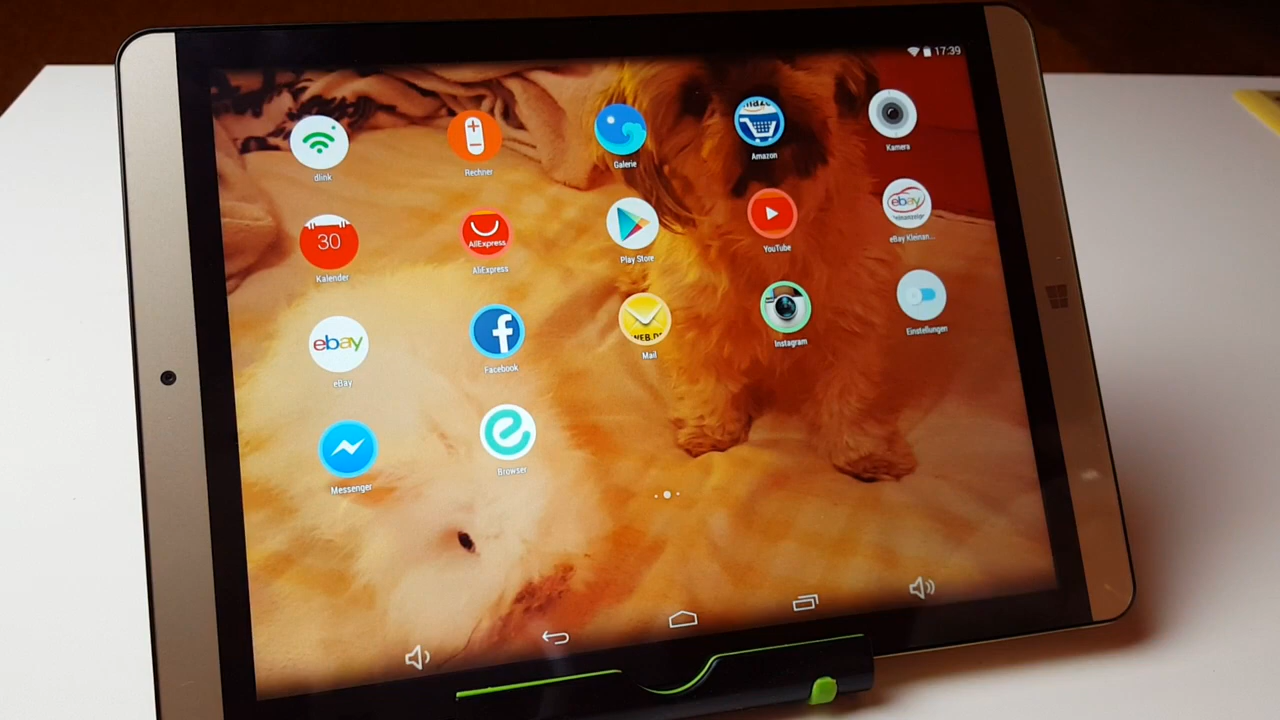 17:39
dlink
Rechner
Galerie
Amazon
Kamera
30
Kalender
AliExpress
AliExpress
Play Store
YouTube
ebay
eBay Kleinan...
ebay
eBay
Facebook
WEB.DE
Mail
Instagram
Einstellungen
Messenger
Browser